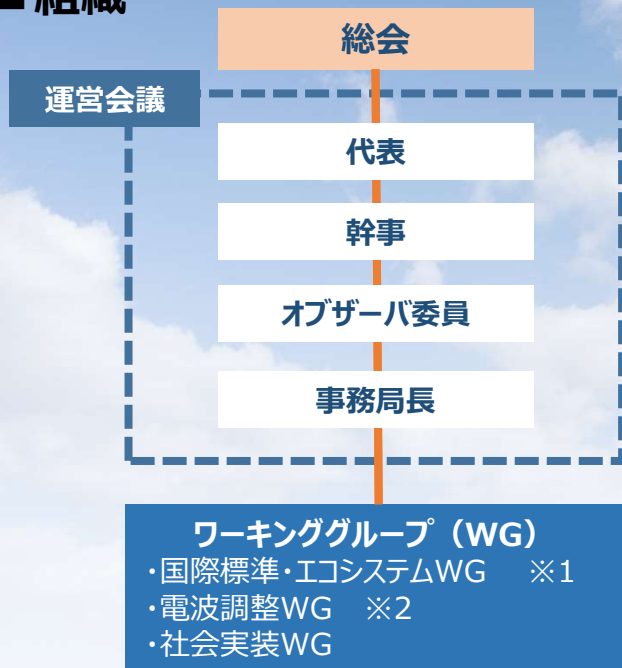 ■組織
総会
運営会議
代表
幹事
オブザーバ委員
事務局長
ワーキンググループ（WG）
・国際標準・エコシステムWG　※1
・電波調整WG　※2
・社会実装WG